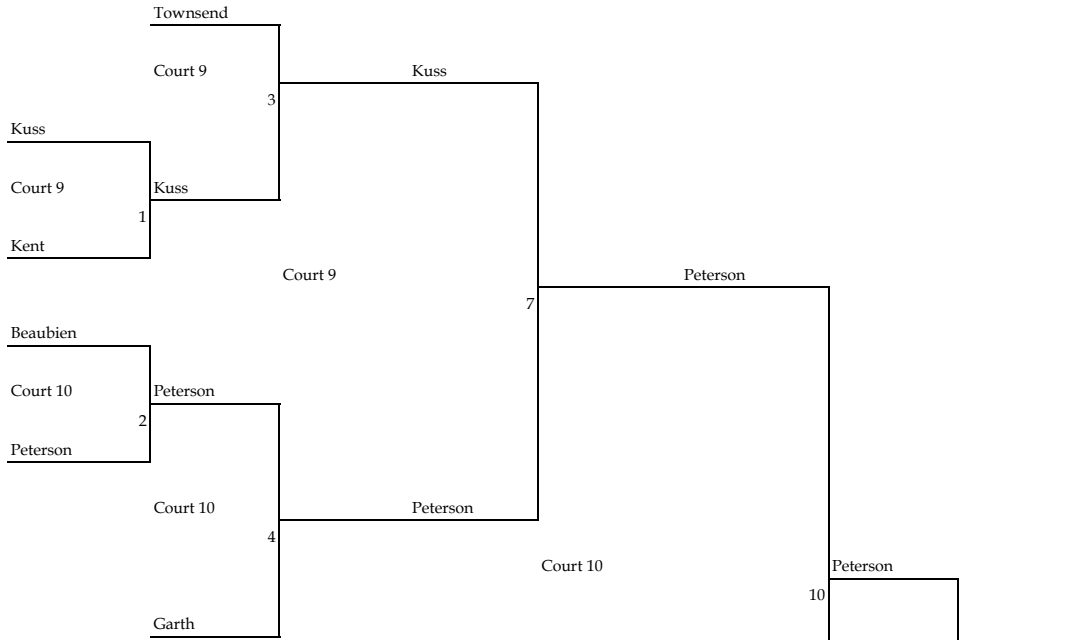 Townsend
Court 9
Kuss
3
Kuss
Court 9
Kuss
1
Kent
Court 9
Peterson
7
Beaubien
Court 10
Peterson
2
Peterson
Court 10
Peterson
4
Court 10
Peterson
10
Garth